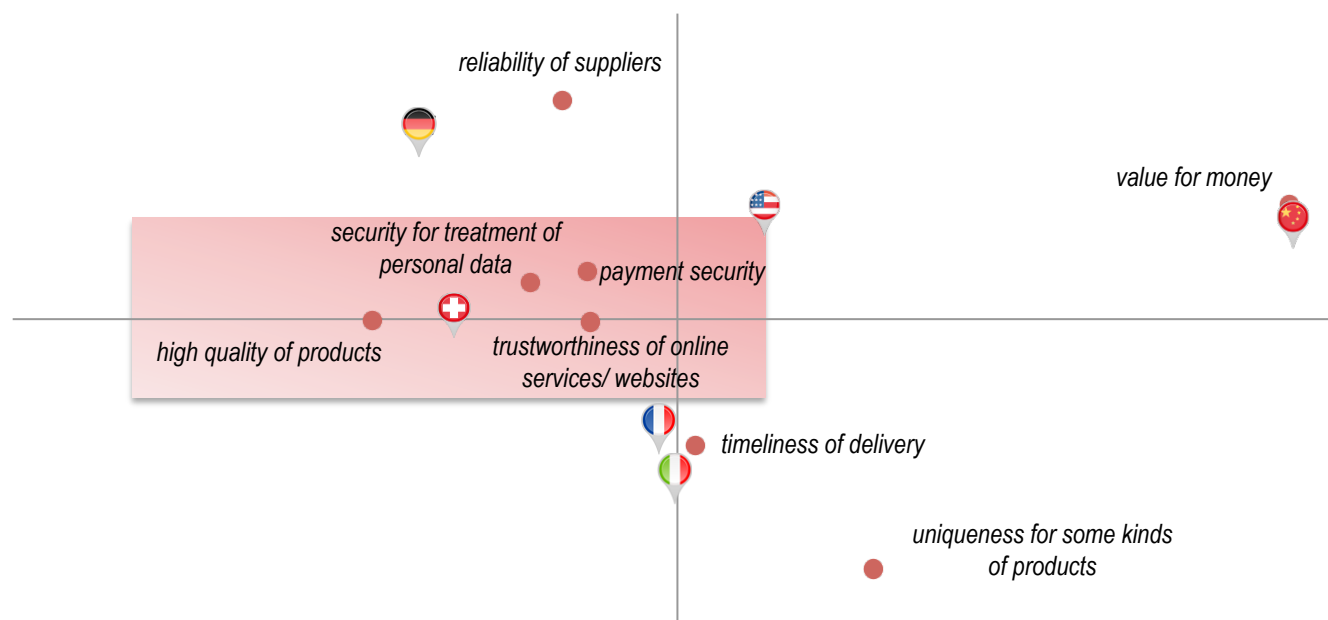 reliability of suppliers
value for money
security for treatment of
personal data
payment security
high quality of products
trustworthiness of online
services/ websites
timeliness of delivery
uniqueness for some kinds
of products